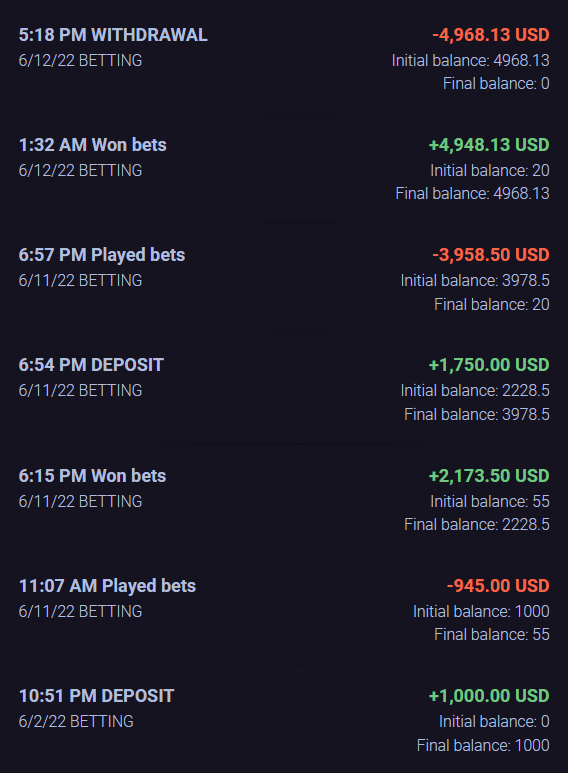 5:18 PM WITHDRAWAL -4,968.13 USD
6/12/22 BETTING Initial balance: 4968.13
Final balance: 0
1:32 AM Won bets +4,948.13 USD
6/12/22 BETTING Initial balance: 20
Final balance: 4968.13
6:57 PM Played bets -3,958.50 USD
6/11/22 BETTING Initial balance: 3978.5
Final balance: 20
6:54 PM DEPOSIT +1,750.00 USD
6/11/22 BETTING Initial balance: 2228.5
Final balance: 3978.5
6:15 PM Won bets +2,173.50 USD
6/11/22 BETTING Initial balance: 55
Final balance: 2228.5
11:07 AM Played bets -945.00 USD
6/11/22 BETTING Initial balance: 1000
Final balance: 55
10:51 PM DEPOSIT +1,000.00 USD
6/2/22 BETTING Initial balance: 0
Final balance: 1000